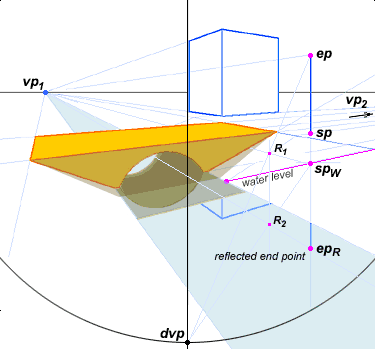 ep
vp1
vp2
sp
R1
spW
water level
R2
reflected end point
epR
dvp